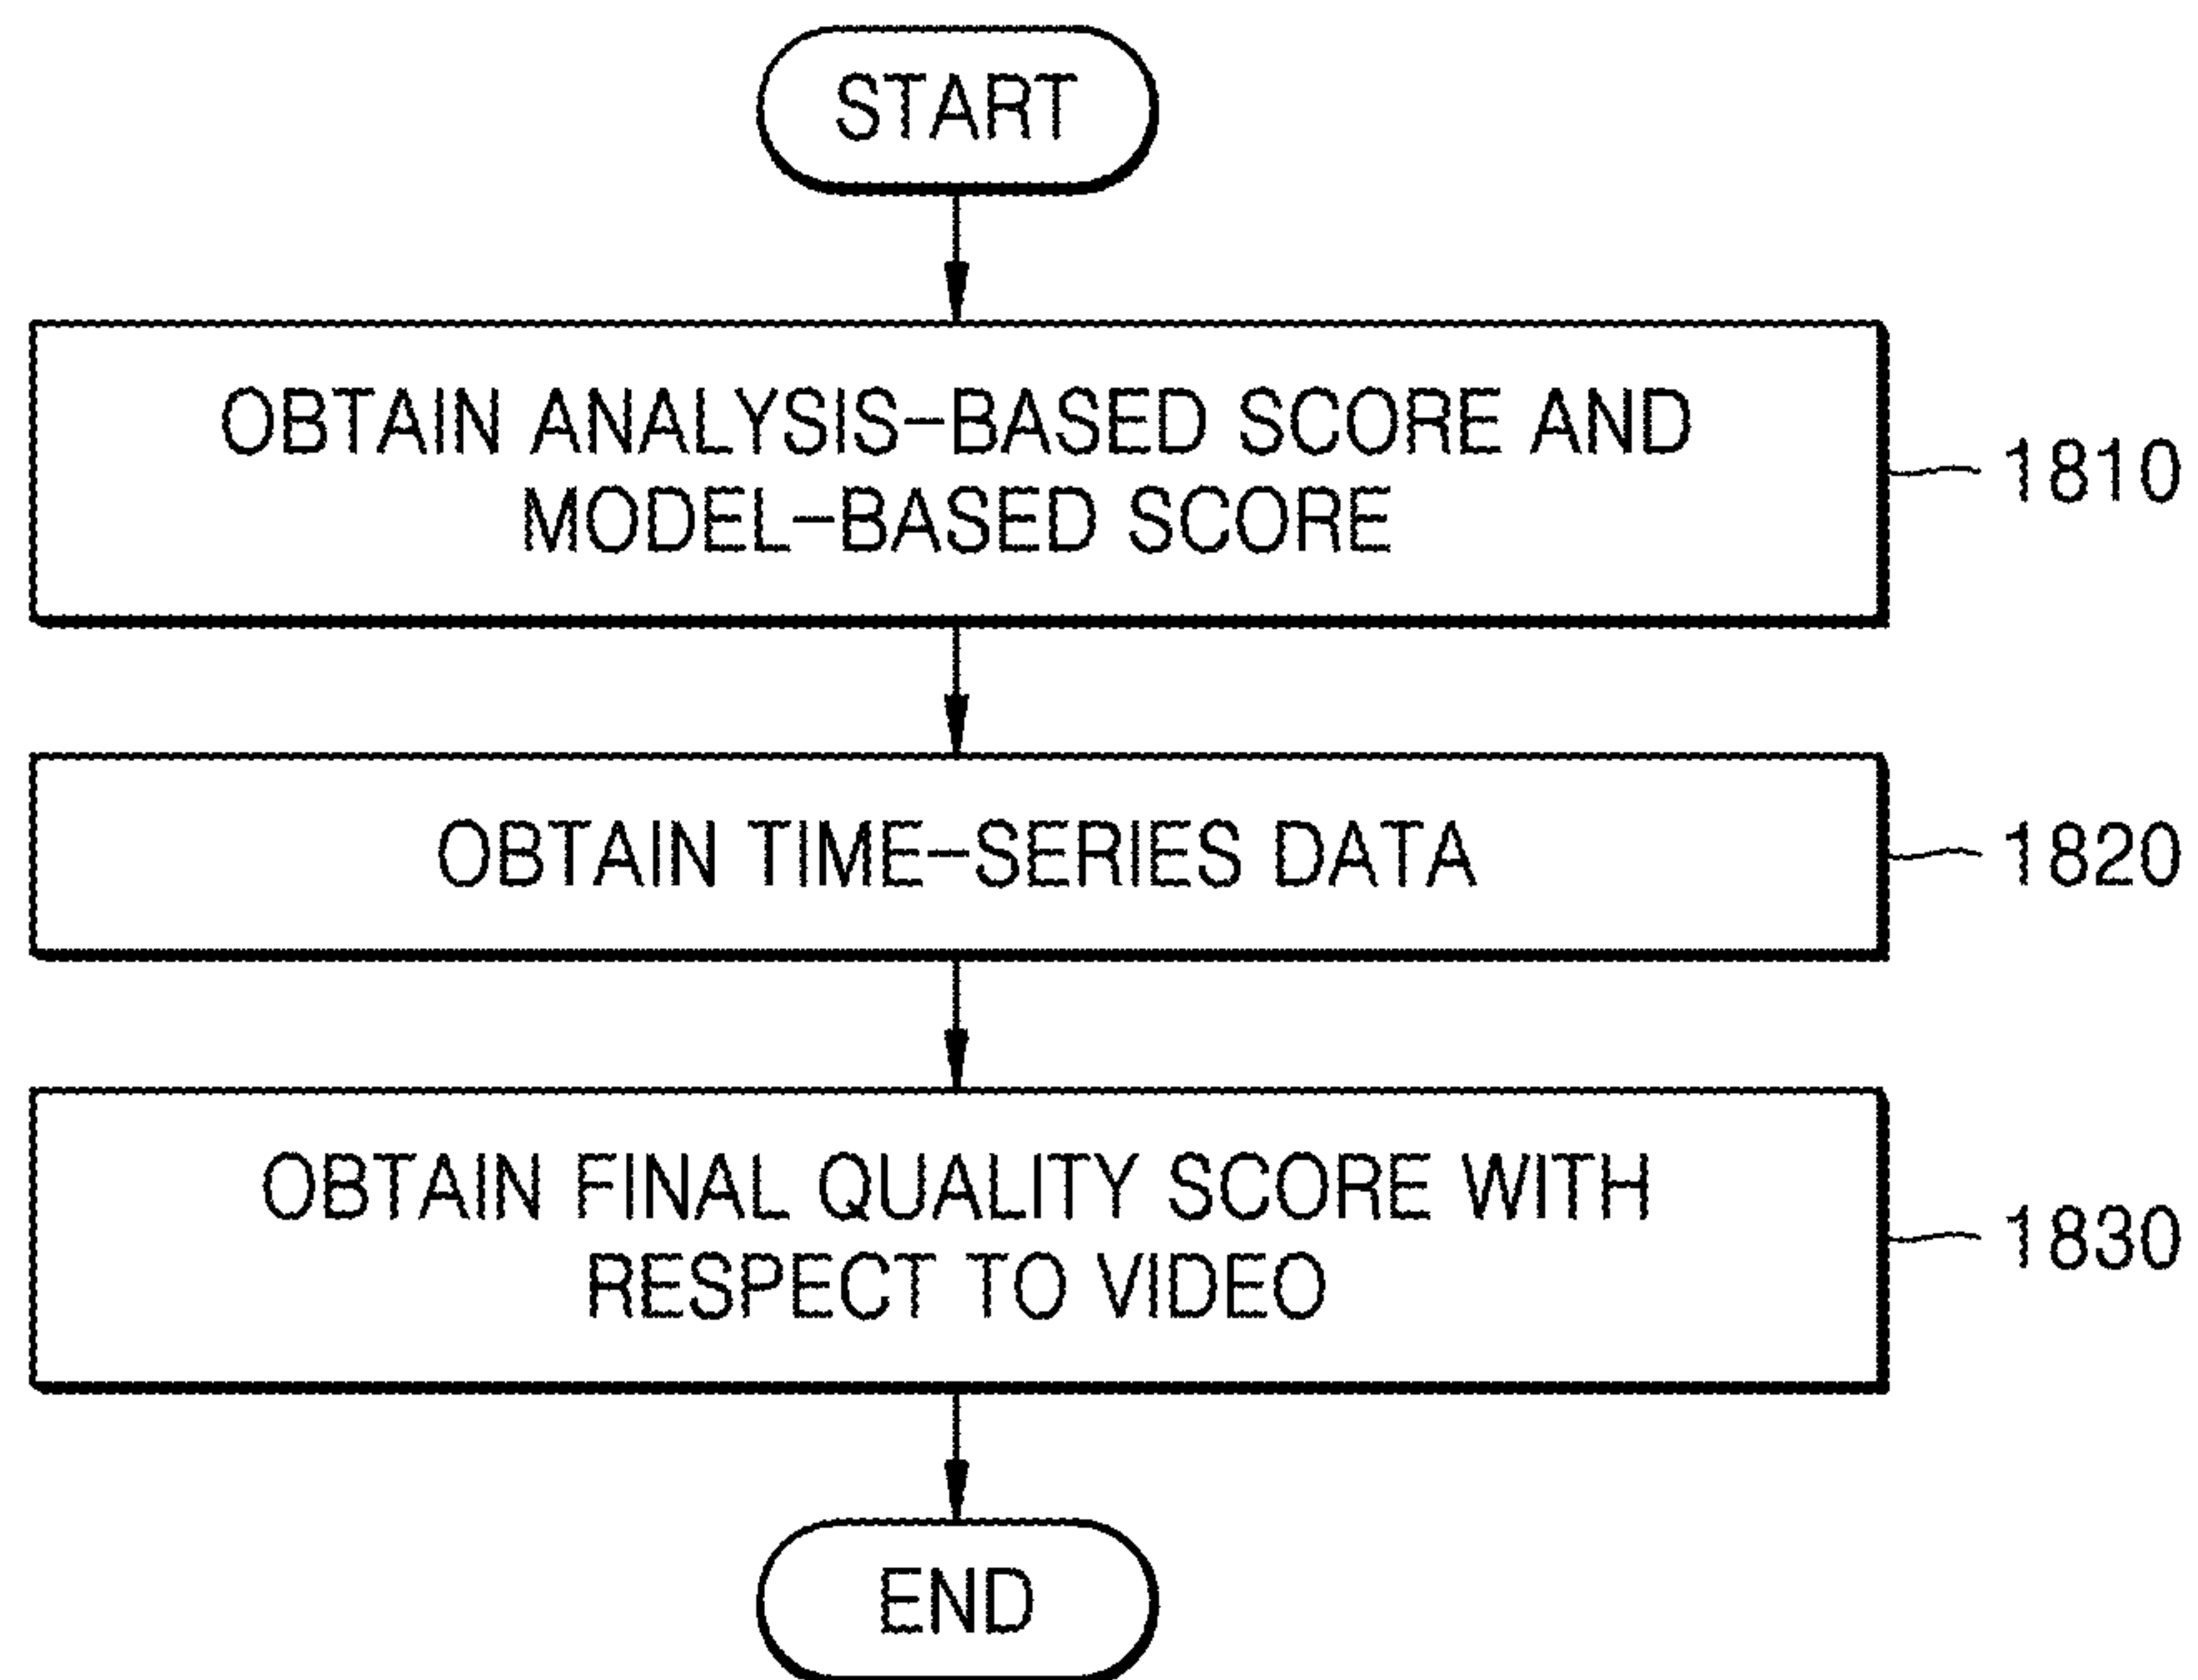 START
OBTAIN ANALYSIS-BASED SCORE AND
MODEL-BASED SCORE
1810
OBTAIN TIME-SERIES DATA
1820
OBTAIN FINAL QUALITY SCORE WITH
RESPECT TO VIDEO
1830
END